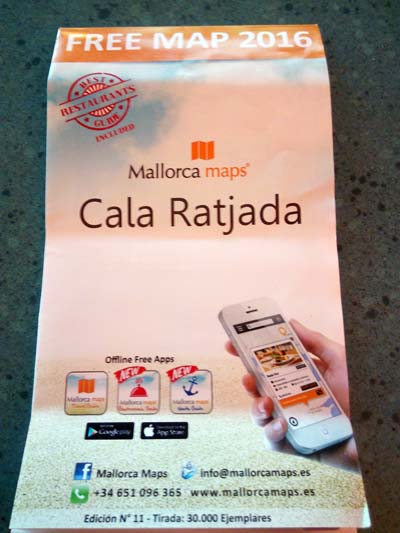 FREE MAP 2016
BEST
RESTAURANTS
GUIDE
INCLUDED
Mallorca maps®
Cala Ratjada
Offline Free Apps
NEW NEW
Mallorca maps Mallorca maps Mallorca maps
Google play App Store
Mallorca Maps info@mallorcamaps.es
+34 651 096 365 www.mallorcamaps.es
Edición N° 11 - Tirada: 30.000 Ejemplares